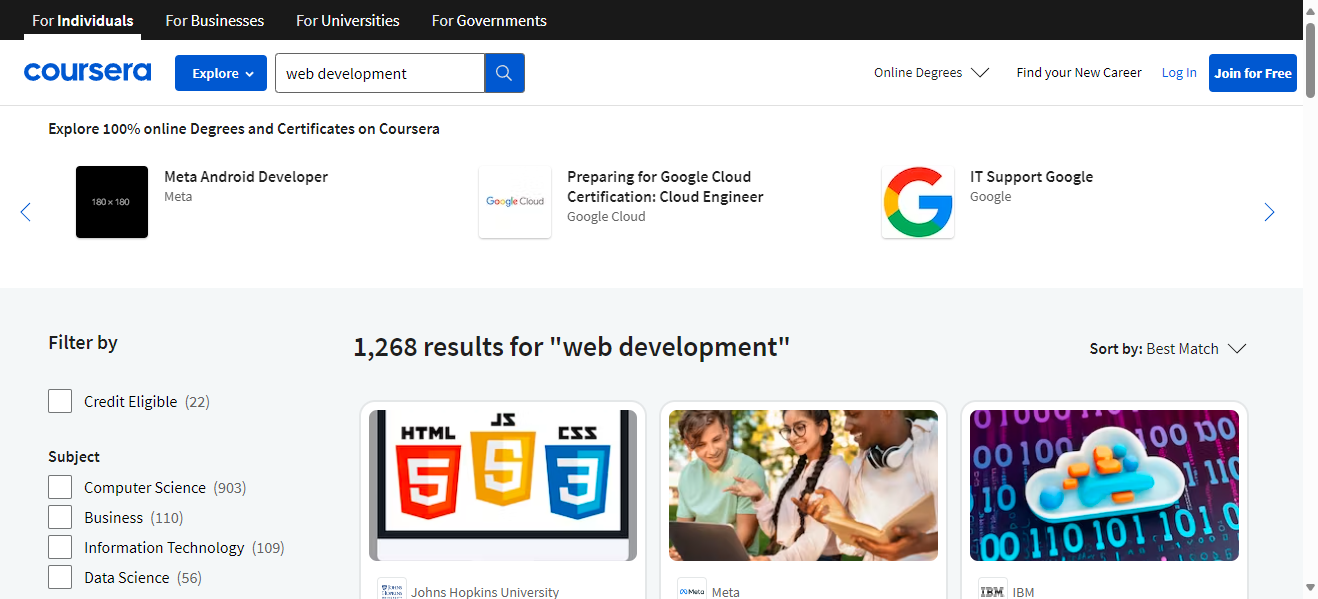 For Individuals For Businesses For Universities For Governments
coursera Explore web development Online Degrees Find your New Career Log In Join for Free
Explore 100% online Degrees and Certificates on Coursera
180 × 180
Meta Android Developer
Meta
Google Cloud
Preparing for Google Cloud
Certification: Cloud Engineer
Google Cloud
IT Support Google
Google
Filter by
Credit Eligible (22)
Subject
Computer Science (903)
Business (110)
Information Technology (109)
Data Science (56)
1,268 results for "web development"
Sort by: Best Match
HTML JS CSS
5 5 3
Johns Hopkins University
Meta Meta
IBM IBM